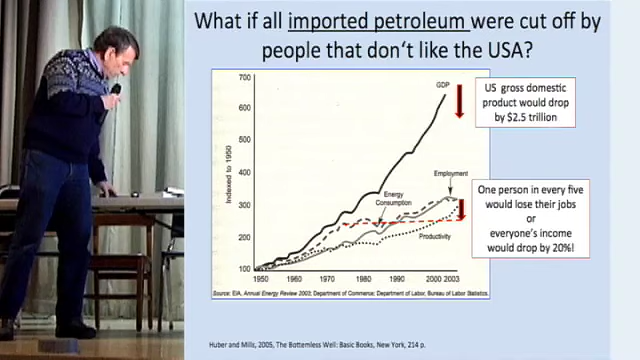 What if all imported petroleum were cut off by
people that don't like the USA?
700
600
500
400
300
200
100
Indexed to 1950
1950
1960
1970
1980
1990
2000 2003
GDP
Employment
Energy
Consumption
Productivity
US gross domestic
product would drop
by $2.5 trillion
One person in every five
would lose their jobs
or
everyone's income
would drop by 20%!
Source: EIA, Annual Energy Review 2003; Department of Commerce; Department of Labor, Bureau of Labor Statistics.
Huber and Mills, 2005, The Bottomless Well: Basic Books, New York, 214 p.